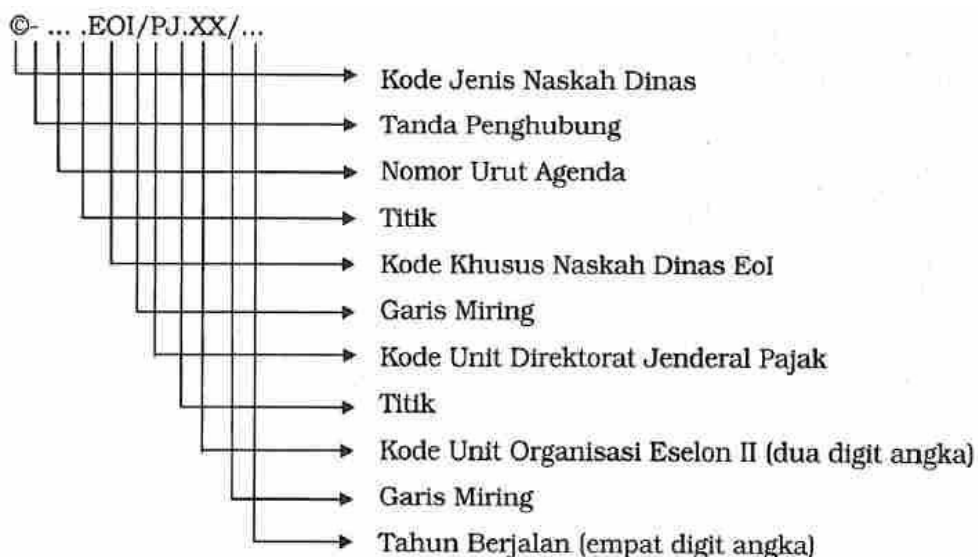 ©- ... .EOI/PJ.XX/...
Kode Jenis Naskah Dinas
Tanda Penghubung
Nomor Urut Agenda
Titik
Kode Khusus Naskah Dinas EoI
Garis Miring
Kode Unit Direktorat Jenderal Pajak
Titik
Kode Unit Organisasi Eselon II (dua digit angka)
Garis Miring
Tahun Berjalan (empat digit angka)